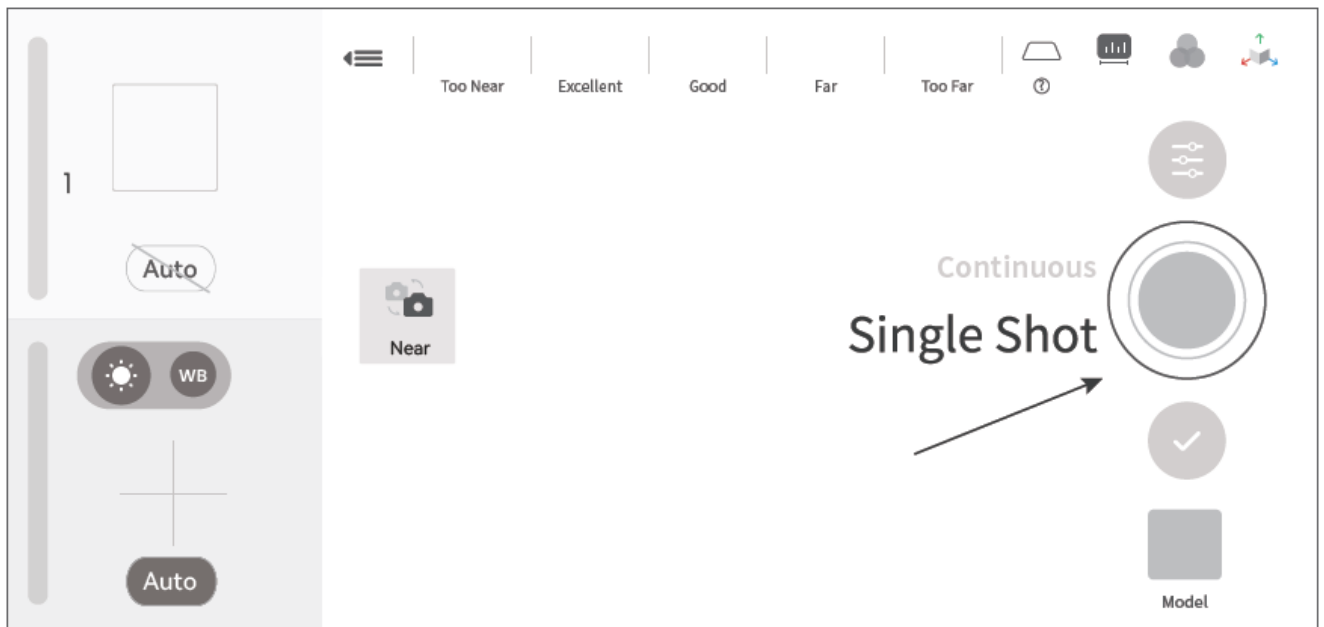 Too Near
Excellent
Good
Far
Too Far
?
1
Auto
Continuous
Single Shot
Near
WB
Auto
Model